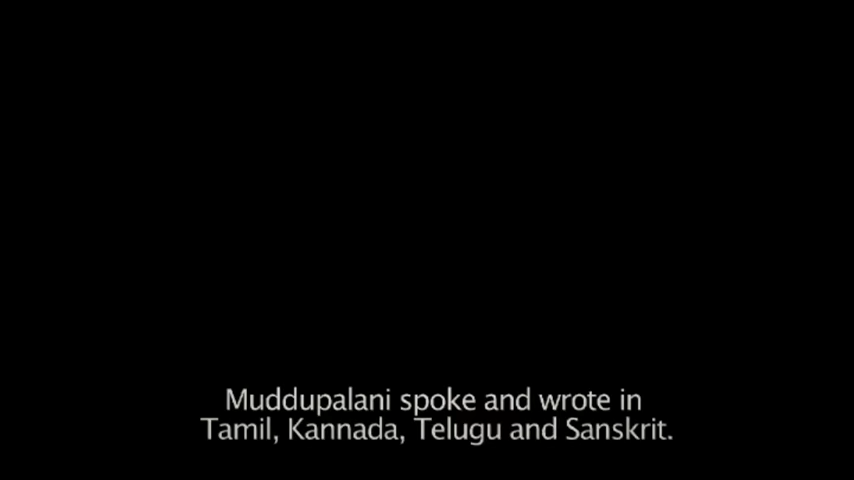 Muddupalani spoke and wrote in
Tamil, Kannada, Telugu and Sanskrit.